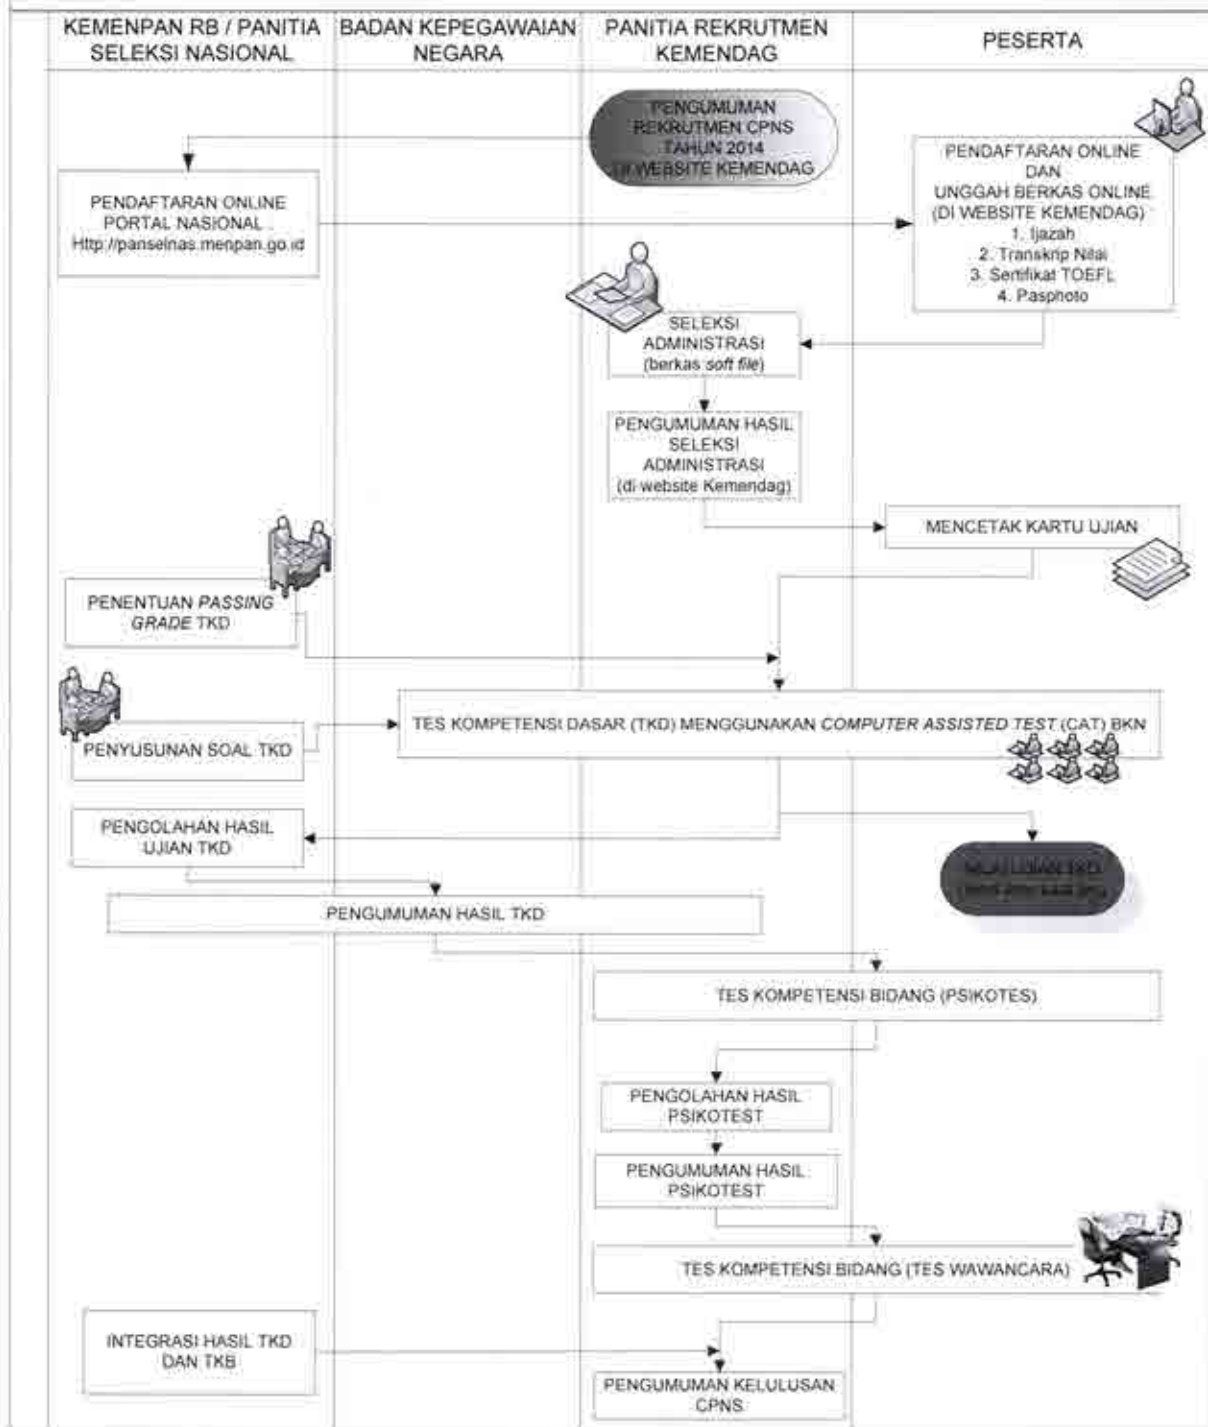 KEMENPAN RB / PANITIA
SELEKSI NASIONAL
BADAN KEPEGAWAIAN
NEGARA
PANITIA REKRUTMEN
KEMENDAG
PESERTA
PENGUMUMAN
REKRUTMEN CPNS
TAHUN 2014
DI WEBSITE KEMENDAG
PENDAFTARAN ONLINE
PORTAL NASIONAL
Http://panselnas.menpan.go.id
PENDAFTARAN ONLINE
DAN
UNGGAH BERKAS ONLINE
(DI WEBSITE KEMENDAG)
1. Ijazah
2. Transkrip Nilai
3. Sertifikat TOEFL
4. Pasphoto
SELEKSI
ADMINISTRASI
(berkas soft file)
PENGUMUMAN HASIL
SELEKSI
ADMINISTRASI
(di website Kemendag)
MENCETAK KARTU UJIAN
PENENTUAN PASSING
GRADE TKD
PENYUSUNAN SOAL TKD
TES KOMPETENSI DASAR (TKD) MENGGUNAKAN COMPUTER ASSISTED TEST (CAT) BKN
PENGOLAHAN HASIL
UJIAN TKD
NILAI UJIAN TKD
PENGUMUMAN HASIL TKD
TES KOMPETENSI BIDANG (PSIKOTES)
PENGOLAHAN HASIL
PSIKOTEST
PENGUMUMAN HASIL
PSIKOTEST
TES KOMPETENSI BIDANG (TES WAWANCARA)
INTEGRASI HASIL TKD
DAN TKB
PENGUMUMAN KELULUSAN
CPNS